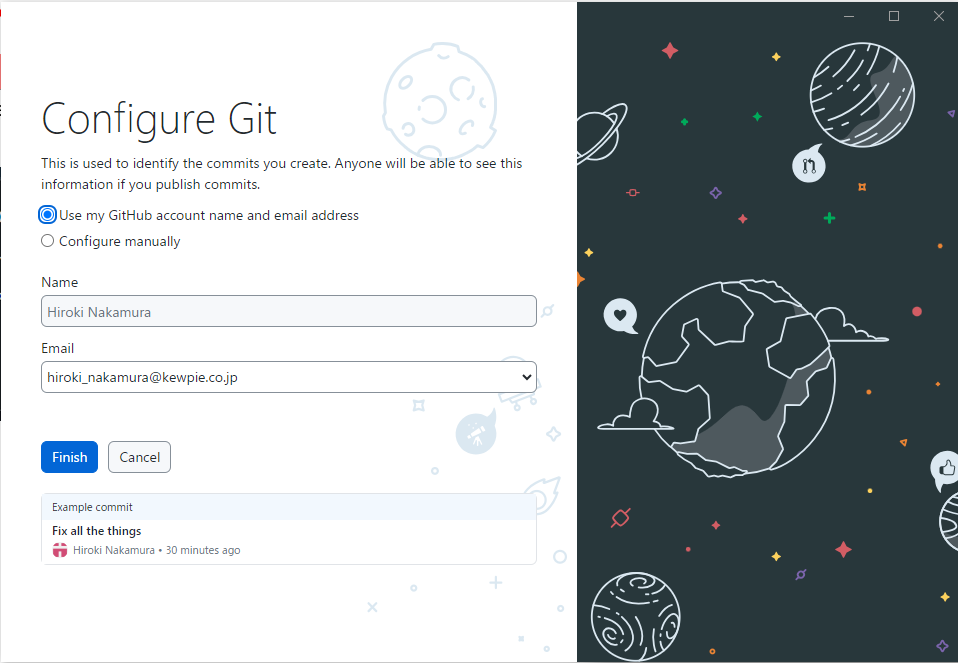 Configure Git
This is used to identify the commits you create. Anyone will be able to see this
information if you publish commits.
Use my GitHub account name and email address
Configure manually
Name
Hiroki Nakamura
Email
hiroki_nakamura@kewpie.co.jp
Finish
Cancel
Example commit
Fix all the things
Hiroki Nakamura • 30 minutes ago